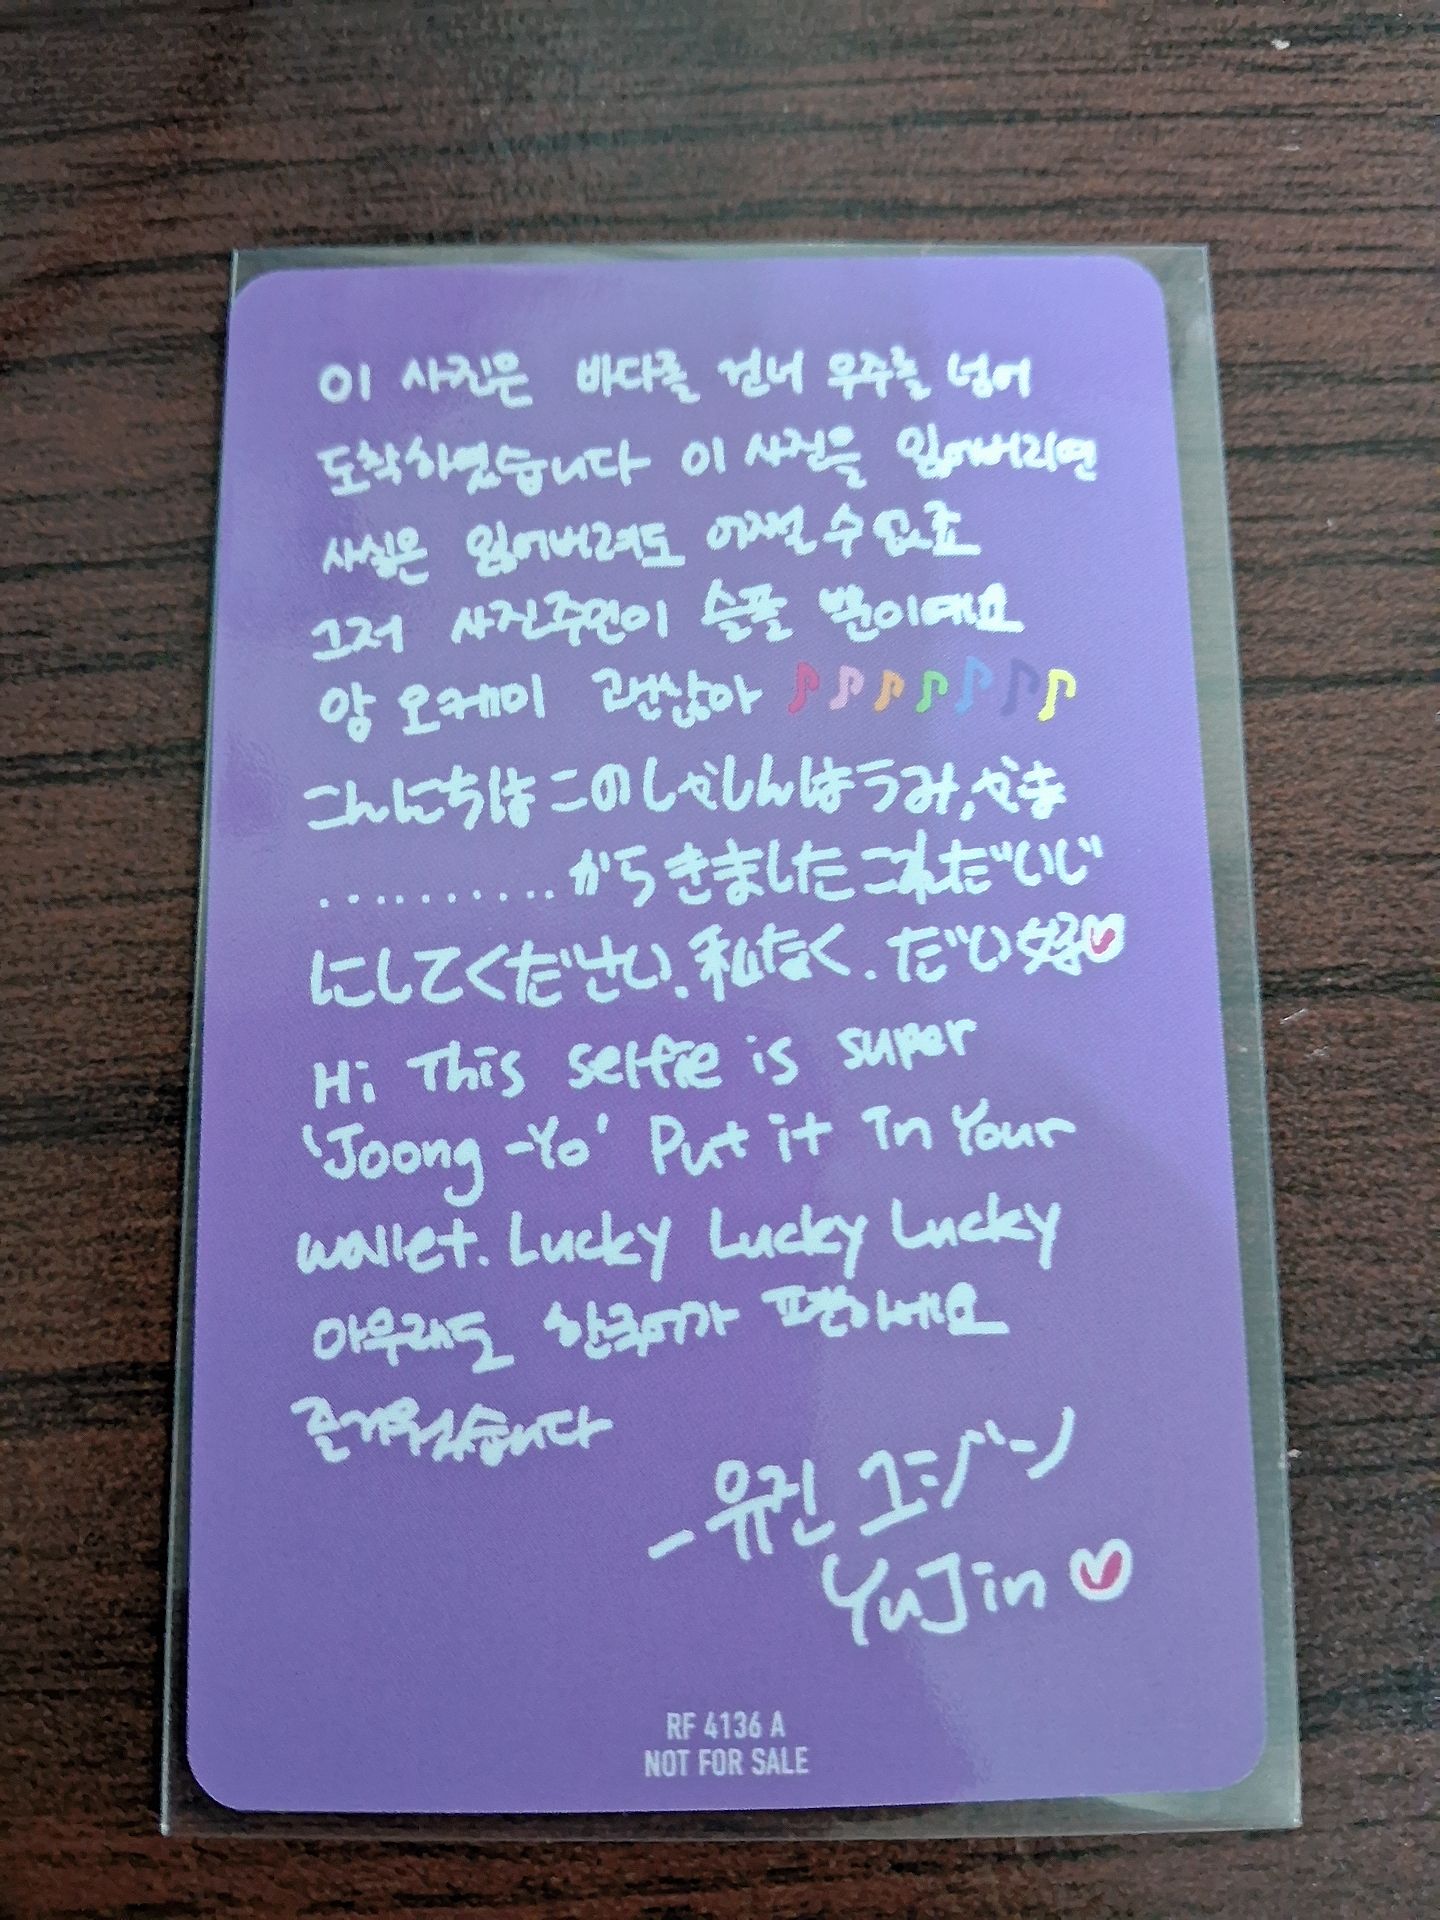 이 사진은 바다를 건너 우주를 넘어
도착하였습니다 이 사진을 잃어버리면
사실은 잃어버려도 어쩔 수 없죠
그저 사진주인이 슬플 뿐이에요
앙 오케이 괜찮아 🎵🎵🎵🎵🎵🎵🎵
こんにちは このしゃしんはうみ,やま
.......... からきました これだいじ
にしてください. 私たく. だい好♥
Hi This selfie is super
'Joong-Yo' Put it In Your
wallet. Lucky Lucky Lucky
아무래도 한국어가 편하네요
즐거웠습니다
- 유진 ユジン
YuJin ♥
RF 4136 A
NOT FOR SALE